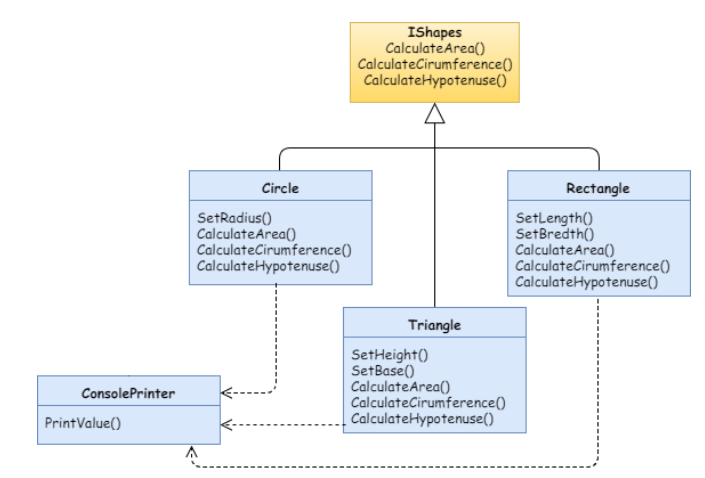 IShapes
CalculateArea()
CalculateCirumference()
CalculateHypotenuse()
Circle
SetRadius()
CalculateArea()
CalculateCirumference()
CalculateHypotenuse()
Rectangle
SetLength()
SetBredth()
CalculateArea()
CalculateCirumference()
CalculateHypotenuse()
Triangle
SetHeight()
SetBase()
CalculateArea()
CalculateCirumference()
CalculateHypotenuse()
ConsolePrinter
PrintValue()